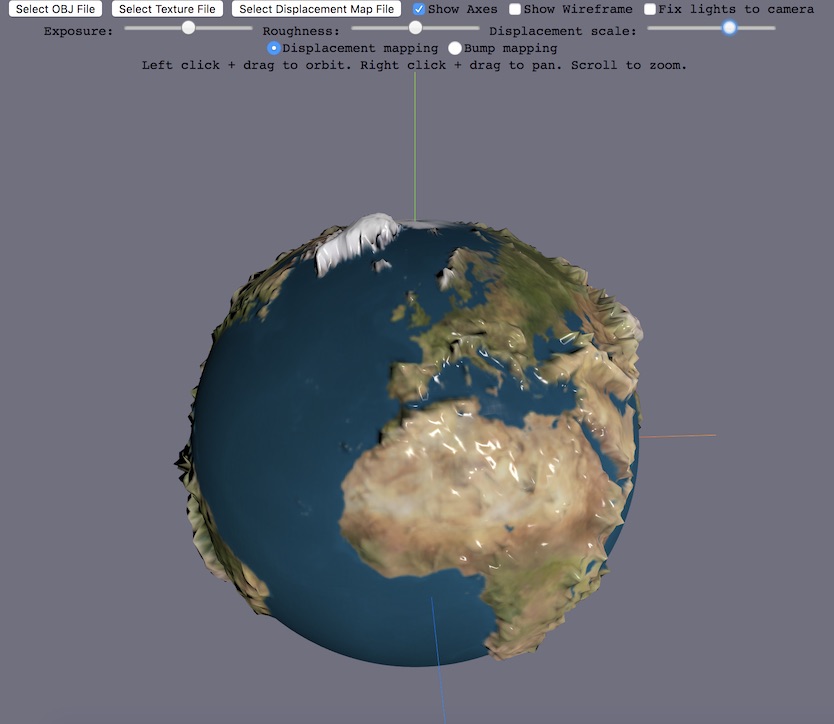 Select OBJ File Select Texture File Select Displacement Map File Show Axes Show Wireframe Fix lights to camera
Exposure: Roughness: Displacement scale:
Displacement mapping Bump mapping
Left click + drag to orbit. Right click + drag to pan. Scroll to zoom.